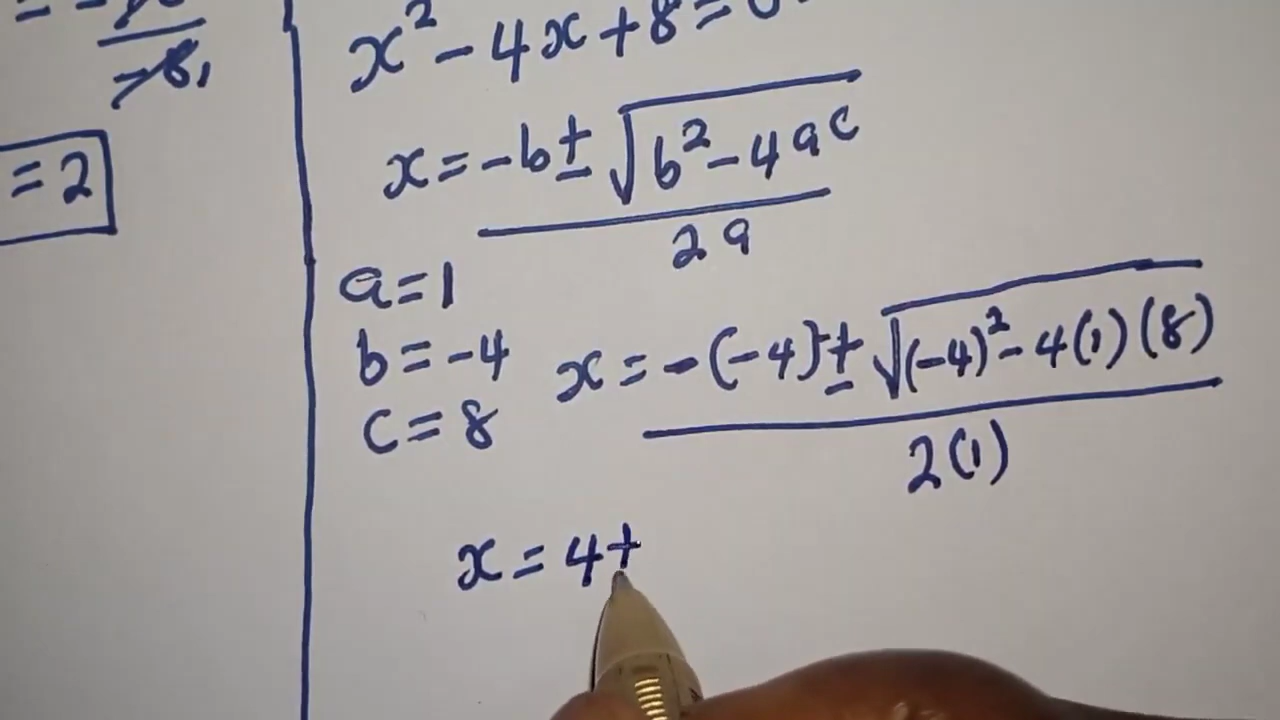 -8,
= 2
x² - 4x + 8 = 0
x = -b ± √(b² - 4ac)
2a
a = 1
b = -4
c = 8
x = -(-4) ± √((-4)² - 4(1)(8))
2(1)
x = 4+